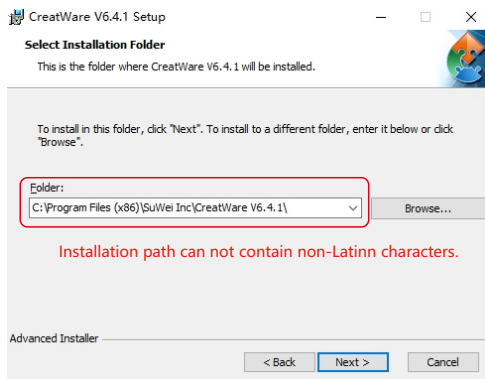 CreatWare V6.4.1 Setup
Select Installation Folder
This is the folder where CreatWare V6.4.1 will be installed.
To install in this folder, click "Next". To install to a different folder, enter it below or click
"Browse".
Folder:
C:\Program Files (x86)\SuWei Inc\CreatWare V6.4.1\
Browse...
Installation path can not contain non-Latinn characters.
Advanced Installer
< Back Next > Cancel